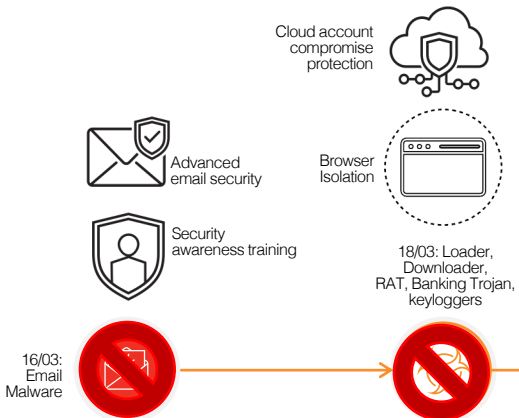 Cloud account
compromise
protection
Advanced
email security
Browser
Isolation
Security
awareness training
18/03: Loader,
Downloader,
RAT, Banking Trojan,
keyloggers
16/03:
Email
Malware